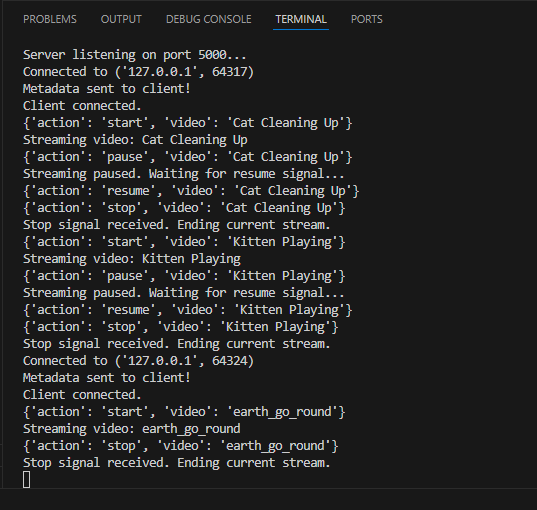 PROBLEMS OUTPUT DEBUG CONSOLE TERMINAL PORTS
Server listening on port 5000...
Connected to ('127.0.0.1', 64317)
Metadata sent to client!
Client connected.
{'action': 'start', 'video': 'Cat Cleaning Up'}
Streaming video: Cat Cleaning Up
{'action': 'pause', 'video': 'Cat Cleaning Up'}
Streaming paused. Waiting for resume signal...
{'action': 'resume', 'video': 'Cat Cleaning Up'}
{'action': 'stop', 'video': 'Cat Cleaning Up'}
Stop signal received. Ending current stream.
{'action': 'start', 'video': 'Kitten Playing'}
Streaming video: Kitten Playing
{'action': 'pause', 'video': 'Kitten Playing'}
Streaming paused. Waiting for resume signal...
{'action': 'resume', 'video': 'Kitten Playing'}
{'action': 'stop', 'video': 'Kitten Playing'}
Stop signal received. Ending current stream.
Connected to ('127.0.0.1', 64324)
Metadata sent to client!
Client connected.
{'action': 'start', 'video': 'earth_go_round'}
Streaming video: earth_go_round
{'action': 'stop', 'video': 'earth_go_round'}
Stop signal received. Ending current stream.